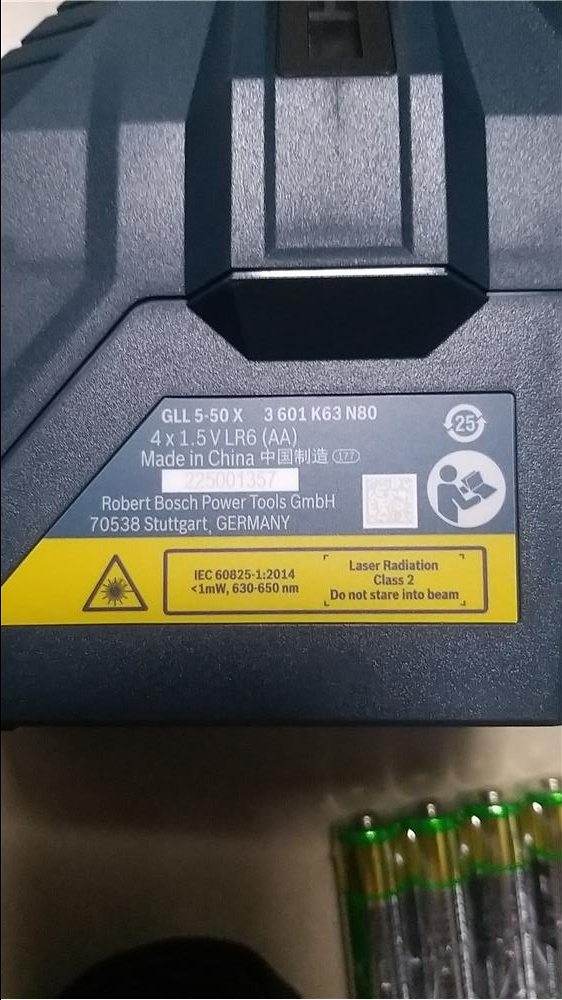 GLL 5-50 X 3 601 K63 N80
4 x 1.5 V LR6 (AA)
Made in China 中国制造 177
225001357
Robert Bosch Power Tools GmbH
70538 Stuttgart, GERMANY
25
IEC 60825-1:2014
<1mW, 630-650 nm
Laser Radiation
Class 2
Do not stare into beam